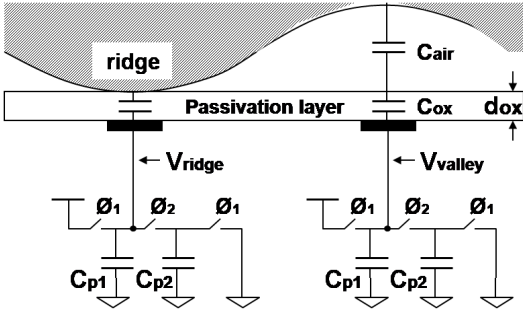 ridge
Cair
Passivation layer
Cox
dox
Vridge
Vvalley
Ø1
Ø2
Ø1
Ø1
Ø2
Ø1
Cp1
Cp2
Cp1
Cp2